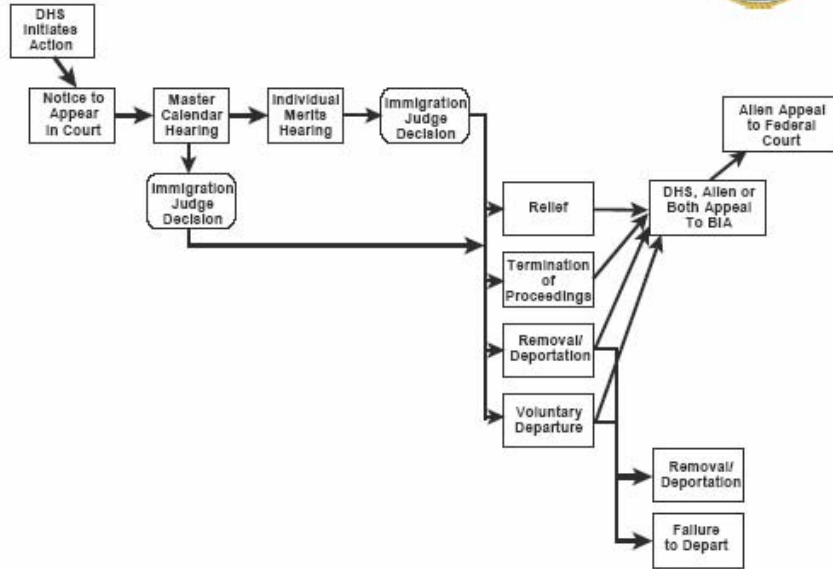 DHS
Initiates
Action
Notice to
Appear
in Court
Master
Calendar
Hearing
Individual
Merits
Hearing
Immigration
Judge
Decision
Immigration
Judge
Decision
Relief
Termination
of
Proceedings
Removal/
Deportation
Voluntary
Departure
DHS, Alien or
Both Appeal
To BIA
Alien Appeal
to Federal
Court
Removal/
Deportation
Failure
to Depart